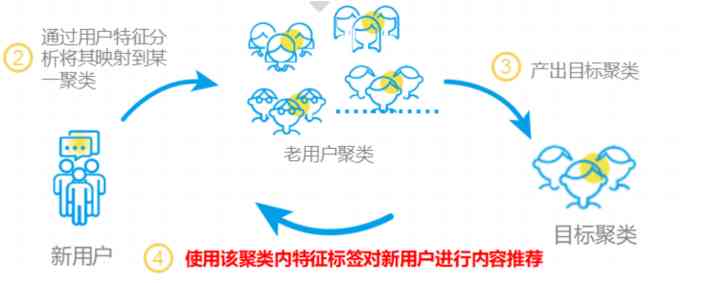 ②
通过用户特征分
析将其映射到某
一聚类
③
产出目标聚类
老用户聚类
新用户
目标聚类
④
使用该聚类内特征标签对新用户进行内容推荐